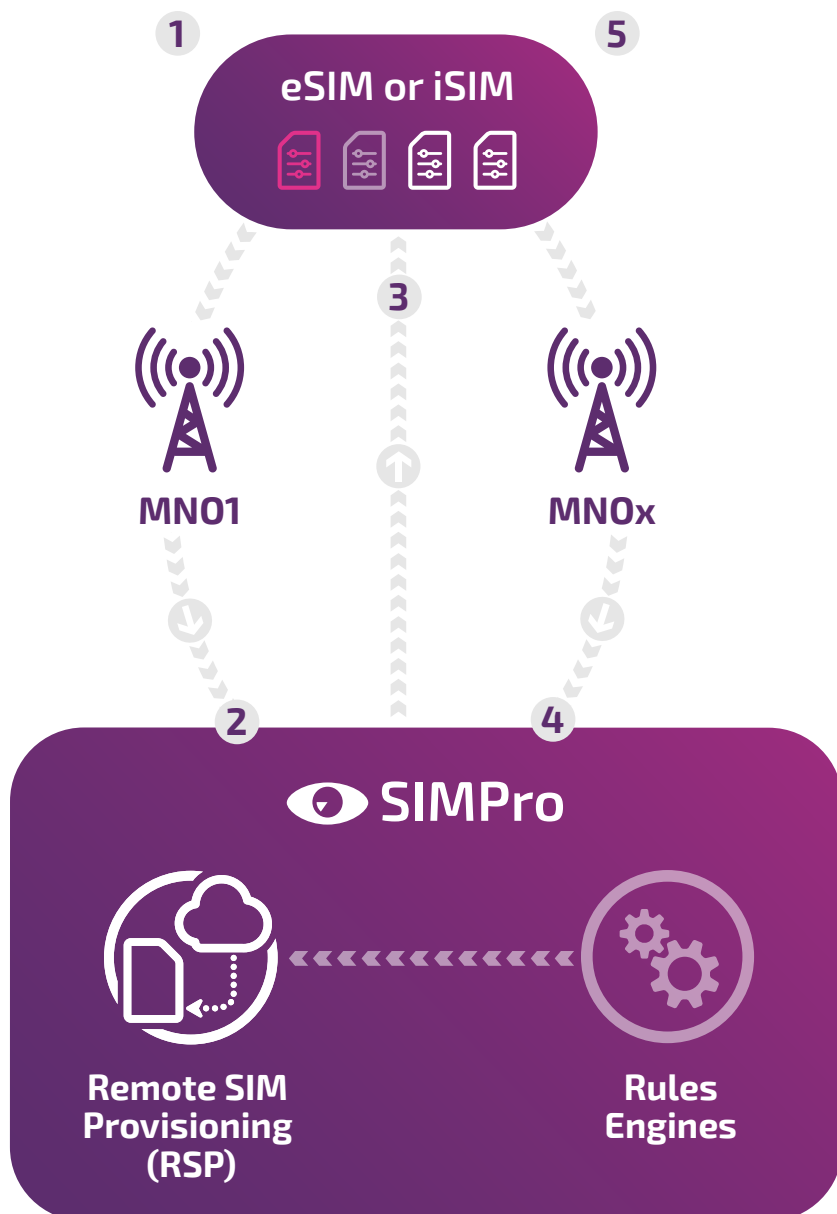 1
5
eSIM or iSIM
3
MNO1
MNOx
2
4
SIMPro
Remote SIM
Provisioning
(RSP)
Rules
Engines